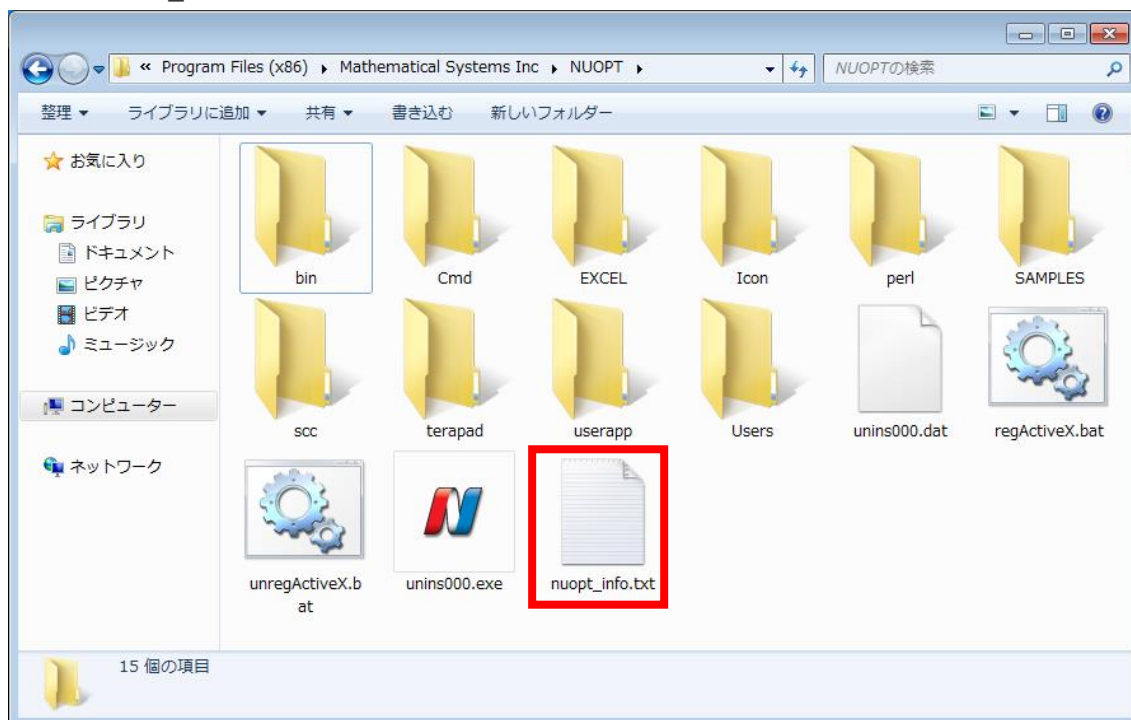 « Program Files (x86) ▸ Mathematical Systems Inc ▸ NUOPT ▸
NUOPTの検索
整理 ▼ ライブラリに追加 ▼ 共有 ▼ 書き込む 新しいフォルダー
お気に入り
ライブラリ
ドキュメント
ピクチャ
ビデオ
ミュージック
コンピューター
ネットワーク
bin Cmd EXCEL Icon perl SAMPLES
scc terapad userapp Users unins000.dat regActiveX.bat
unregActiveX.b
at
unins000.exe nuopt_info.txt
15 個の項目